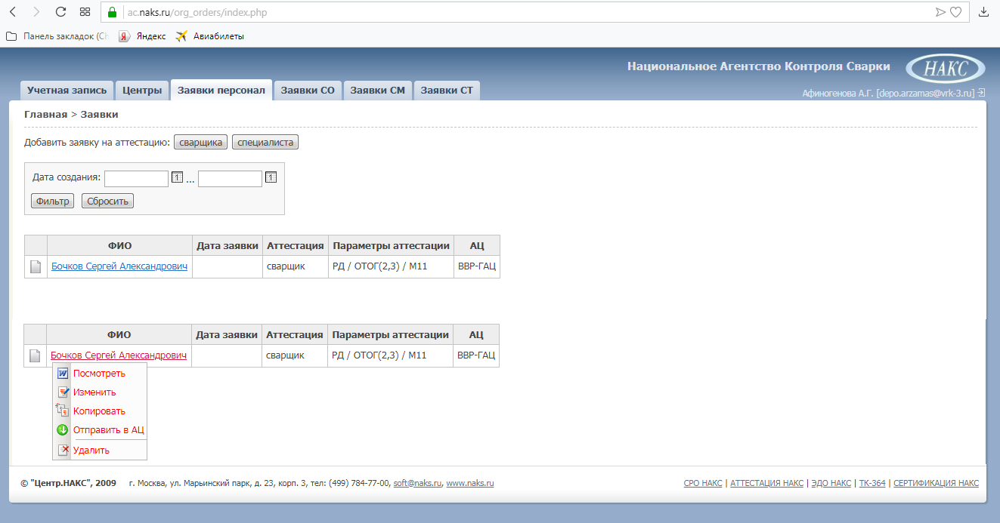 ac.naks.ru/org_orders/index.php
Панель закладок (Ch
Я Яндекс Авиабилеты
Национальное Агентство Контроля Сварки НАКС
Учетная запись Центры Заявки персонал Заявки СО Заявки СМ Заявки СТ
Афиногенова А.Г. [depo.arzamas@vrk-3.ru]
Главная > Заявки
Добавить заявку на аттестацию: сварщика специалиста
Дата создания: 1 ... 1
Фильтр Сбросить
ФИО Дата заявки Аттестация Параметры аттестации АЦ
Бочков Сергей Александрович сварщик РД / ОТОГ(2,3) / М11 ВВР-ГАЦ
ФИО Дата заявки Аттестация Параметры аттестации АЦ
Бочков Сергей Александрович сварщик РД / ОТОГ(2,3) / М11 ВВР-ГАЦ
Посмотреть
Изменить
Копировать
Отправить в АЦ
Удалить
© "Центр.НАКС", 2009 г. Москва, ул. Марьинский парк, д. 23, корп. 3, тел: (499) 784-77-00, soft@naks.ru, www.naks.ru
СРО НАКС | АТТЕСТАЦИЯ НАКС | ЭДО НАКС | ТК-364 | СЕРТИФИКАЦИЯ НАКС